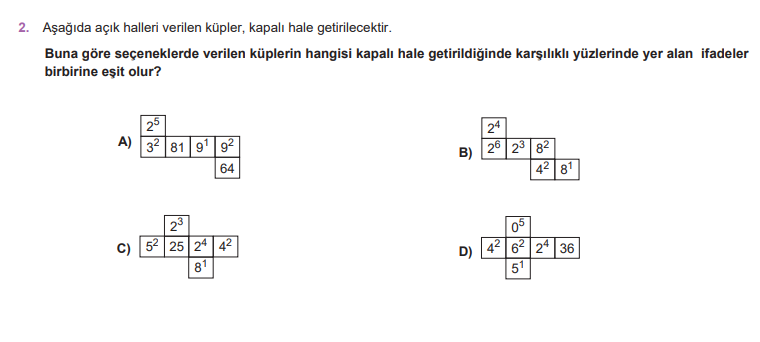 2. Aşağıda açık halleri verilen küpler, kapalı hale getirilecektir.
Buna göre seçeneklerde verilen küplerin hangisi kapalı hale getirildiğinde karşılıklı yüzlerinde yer alan ifadeler
birbirine eşit olur?
A)
2⁵
3² 81 9¹ 9²
64
B)
2⁴
2⁶ 2³ 8²
4² 8¹
C)
2³
5² 25 2⁴ 4²
8¹
D)
0⁵
4² 6² 2⁴ 36
5¹